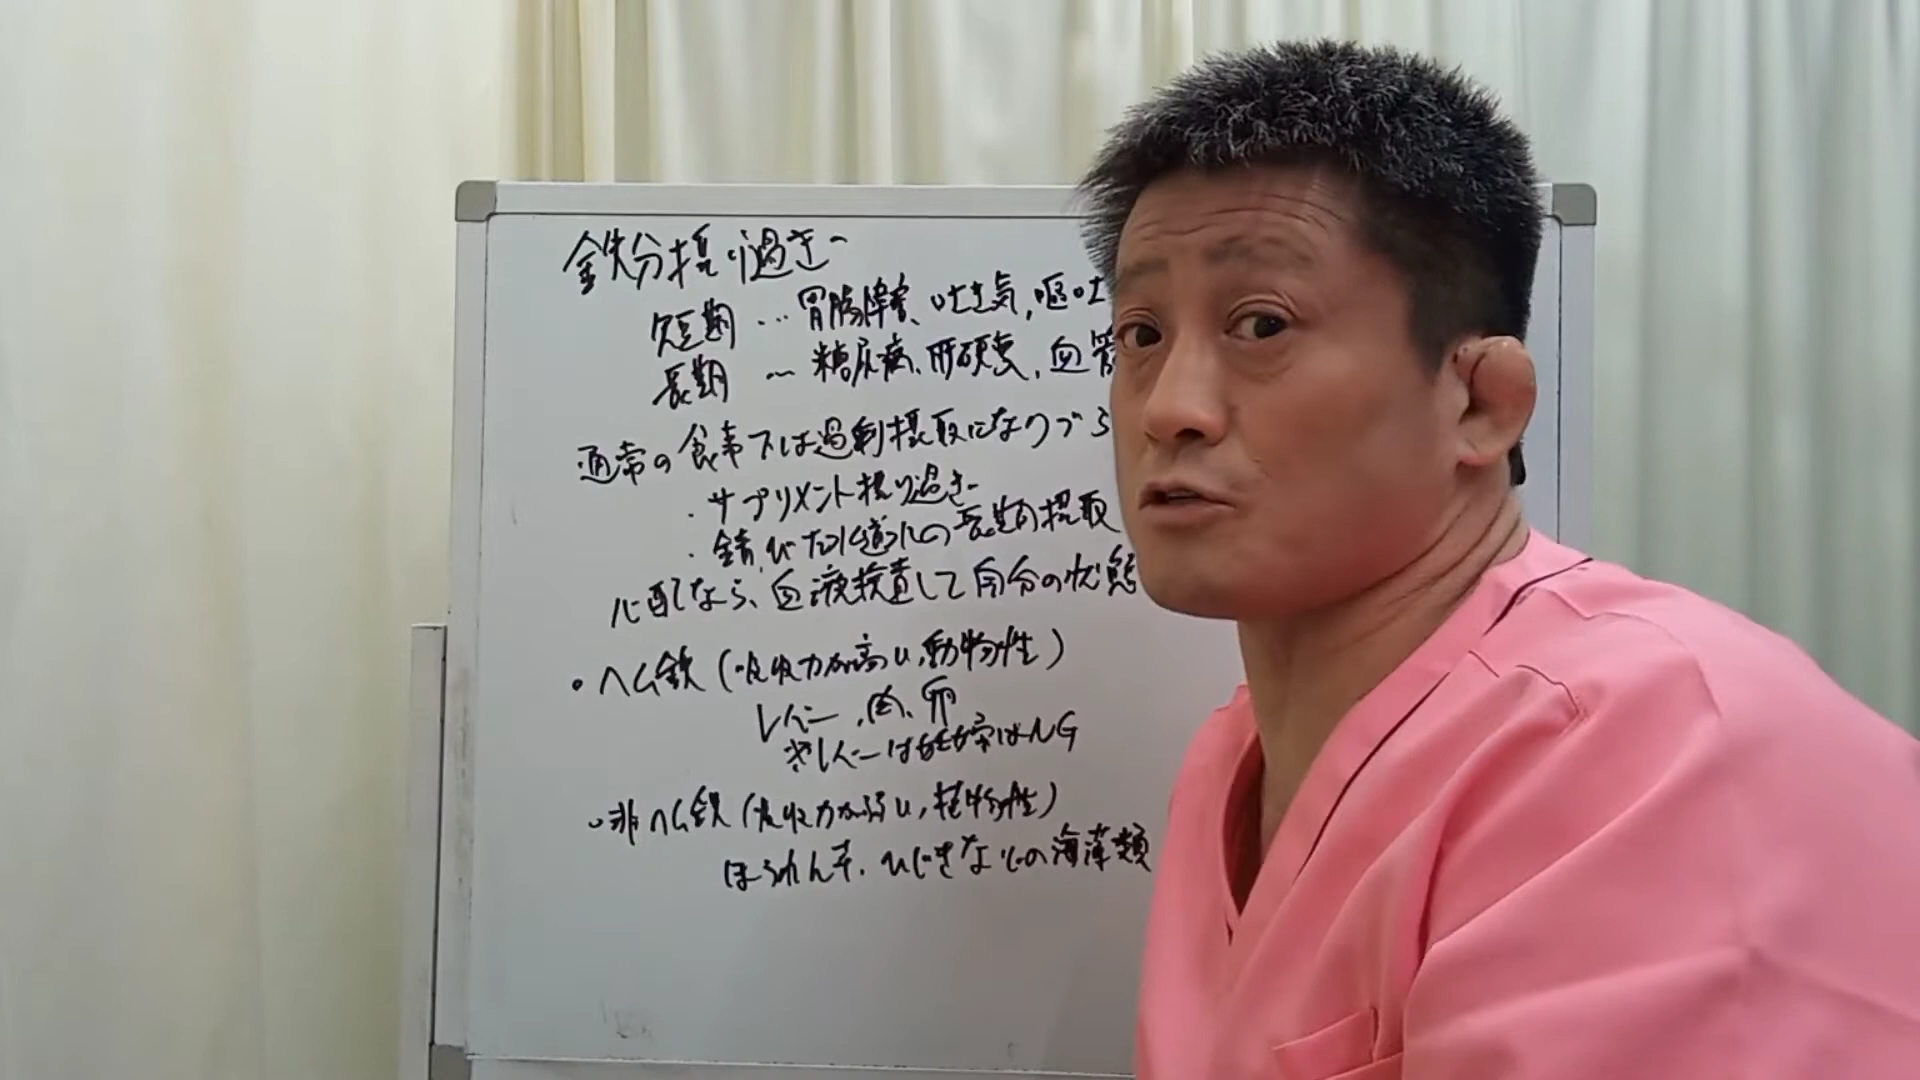 鉄分摂り過ぎ
短期 … 胃腸障害、吐き気、嘔吐
長期 〜 糖尿病、肝硬変、血管
通常の食事では過剰摂取になりづら
・サプリメント摂り過ぎ
・錆びた水道水の長期摂取
心配なら、血液検査して自分の状態
・ヘム鉄（吸収力が高い、動物性）
レバー、肉、卵
※レバーは妊婦はNG
・非ヘム鉄（吸収力が弱い、植物性）
ほうれん草、ひじきなどの海藻類